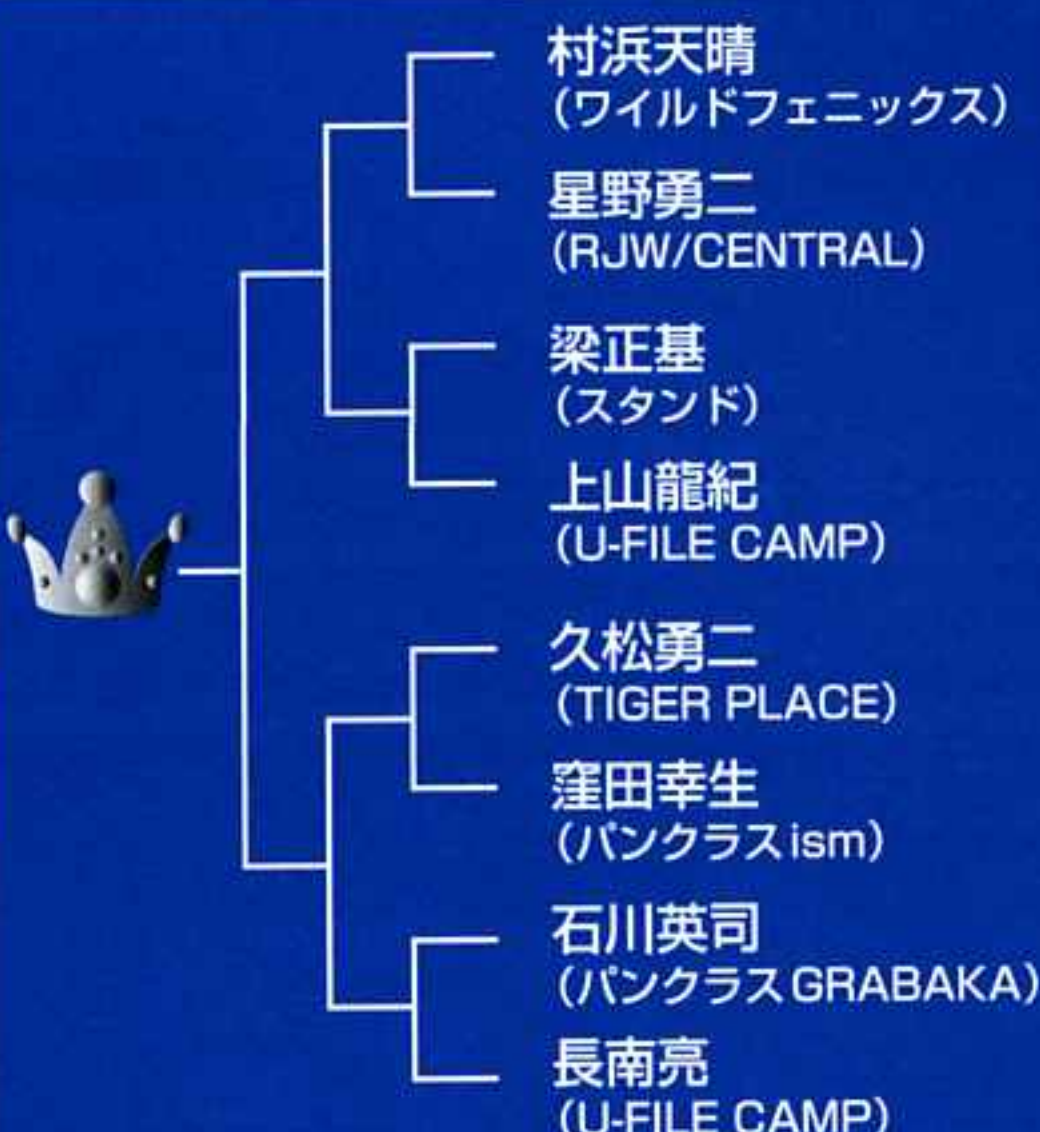 村浜天晴
(ワイルドフェニックス)
星野勇二
(RJW/CENTRAL)
梁正基
(スタンド)
上山龍紀
(U-FILE CAMP)
久松勇二
(TIGER PLACE)
窪田幸生
(パンクラスism)
石川英司
(パンクラスGRABAKA)
長南亮
(U-FILE CAMP)